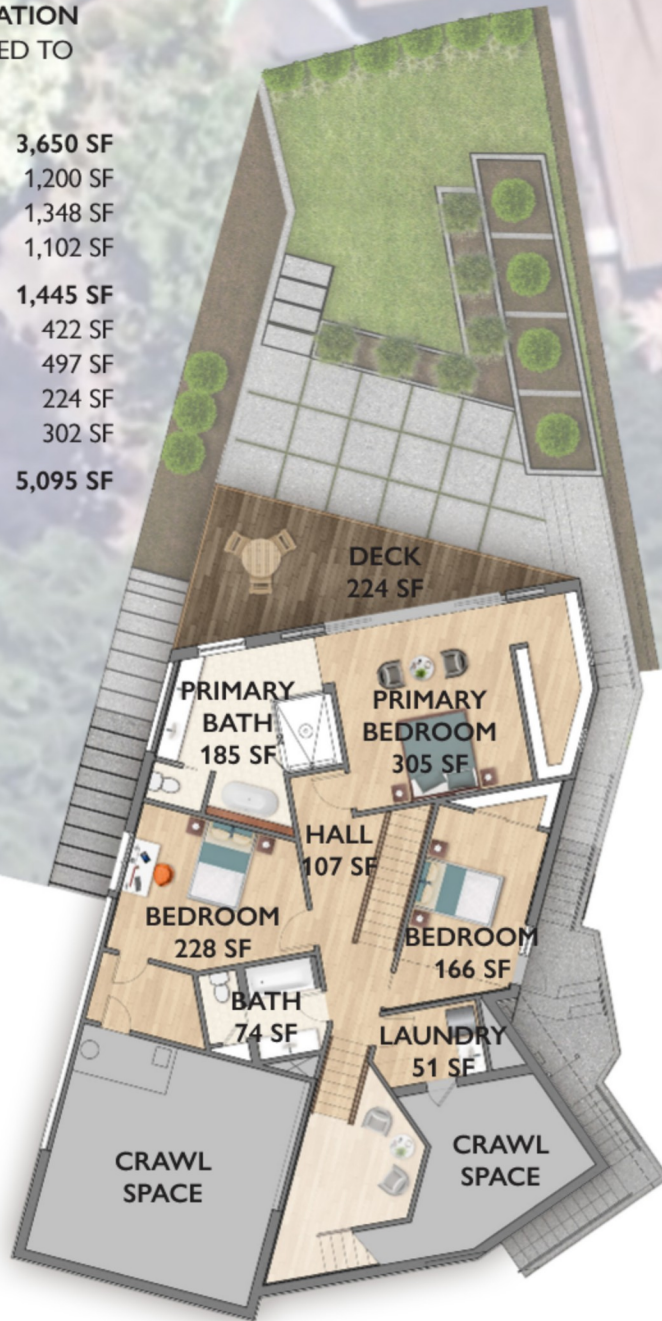 ATION
ED TO
3,650 SF
1,200 SF
1,348 SF
1,102 SF
1,445 SF
422 SF
497 SF
224 SF
302 SF
5,095 SF
DECK
224 SF
PRIMARY
BATH
185 SF
PRIMARY
BEDROOM
305 SF
HALL
107 SF
BEDROOM
228 SF
BEDROOM
166 SF
BATH
74 SF
LAUNDRY
51 SF
CRAWL
SPACE
CRAWL
SPACE